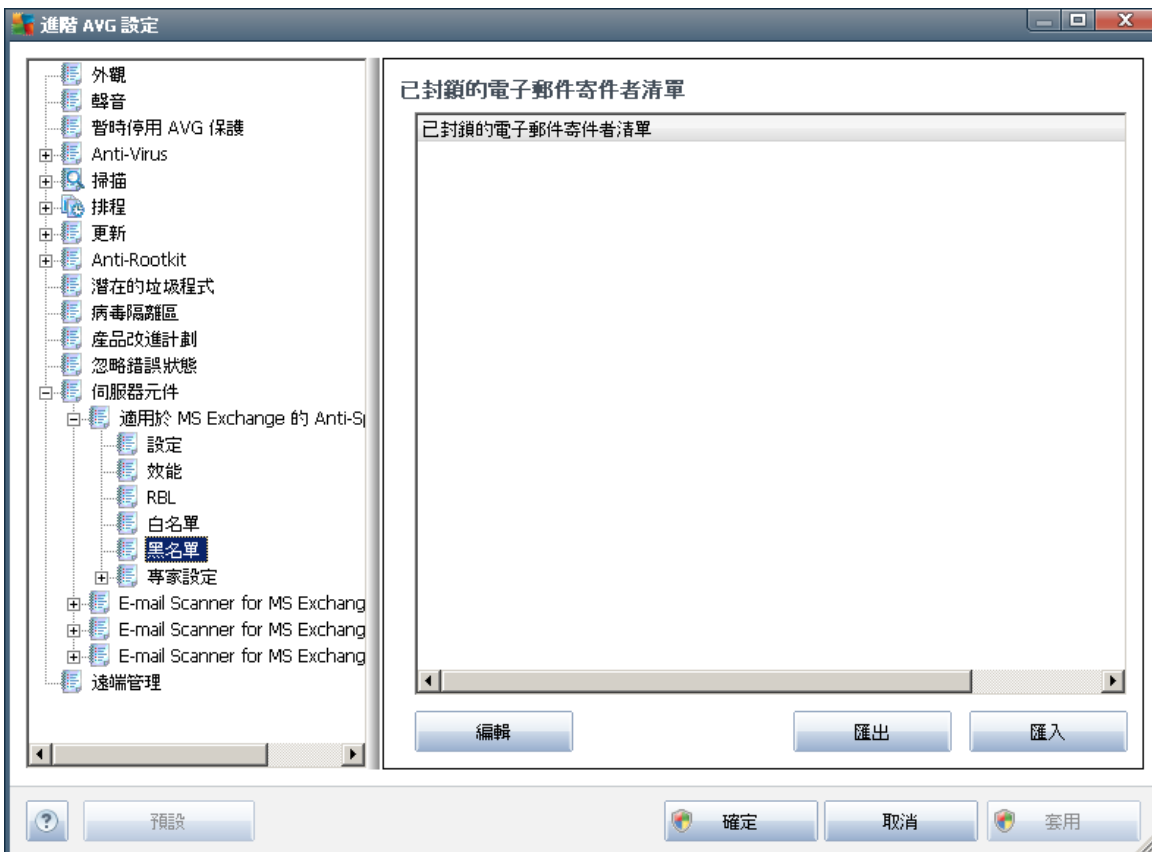 進階 AVG 設定
外觀
聲音
暫時停用 AVG 保護
Anti-Virus
掃描
排程
更新
Anti-Rootkit
潛在的垃圾程式
病毒隔離區
產品改進計劃
忽略錯誤狀態
伺服器元件
適用於 MS Exchange 的 Anti-Sp
設定
效能
RBL
白名單
黑名單
專家設定
E-mail Scanner for MS Exchang
E-mail Scanner for MS Exchang
E-mail Scanner for MS Exchang
遠端管理
已封鎖的電子郵件寄件者清單
已封鎖的電子郵件寄件者清單
編輯
匯出
匯入
?
預設
確定
取消
套用